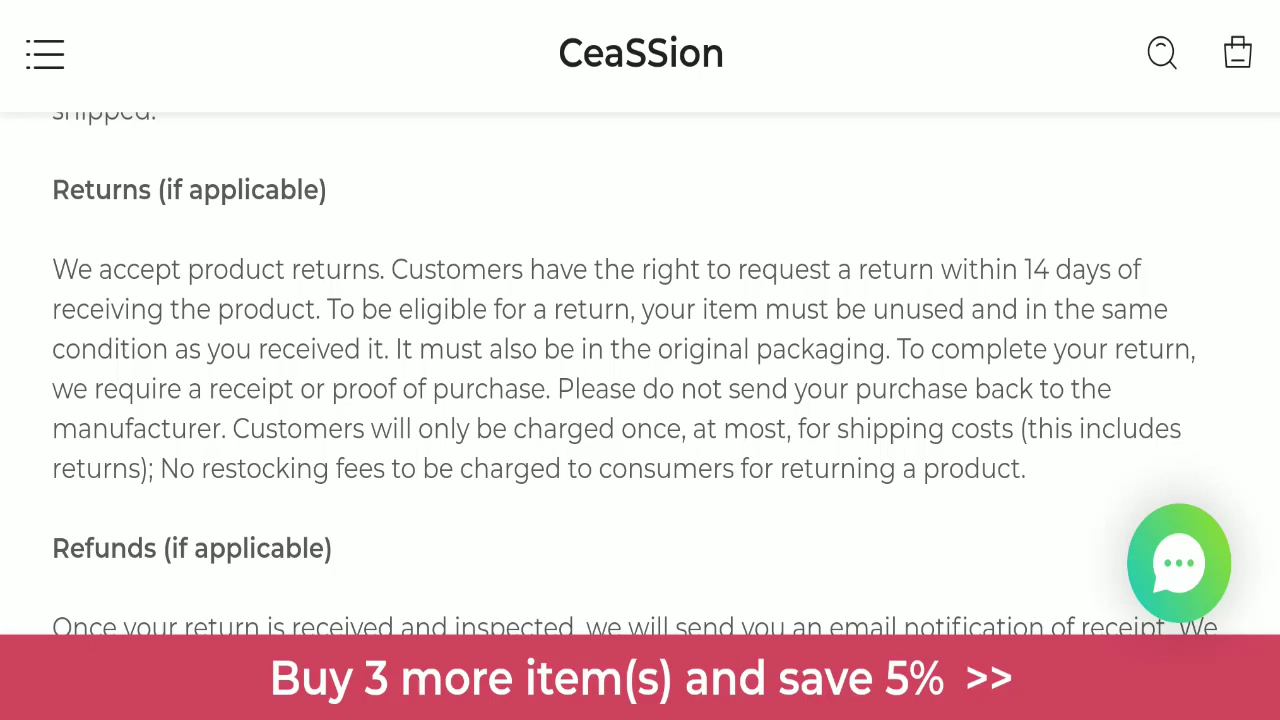 CeaSSion
shipped.
Returns (if applicable)
We accept product returns. Customers have the right to request a return within 14 days of
receiving the product. To be eligible for a return, your item must be unused and in the same
condition as you received it. It must also be in the original packaging. To complete your return,
we require a receipt or proof of purchase. Please do not send your purchase back to the
manufacturer. Customers will only be charged once, at most, for shipping costs (this includes
returns); No restocking fees to be charged to consumers for returning a product.
Refunds (if applicable)
Once your return is received and inspected, we will send you an email notification of receipt. We
Buy 3 more item(s) and save 5% >>